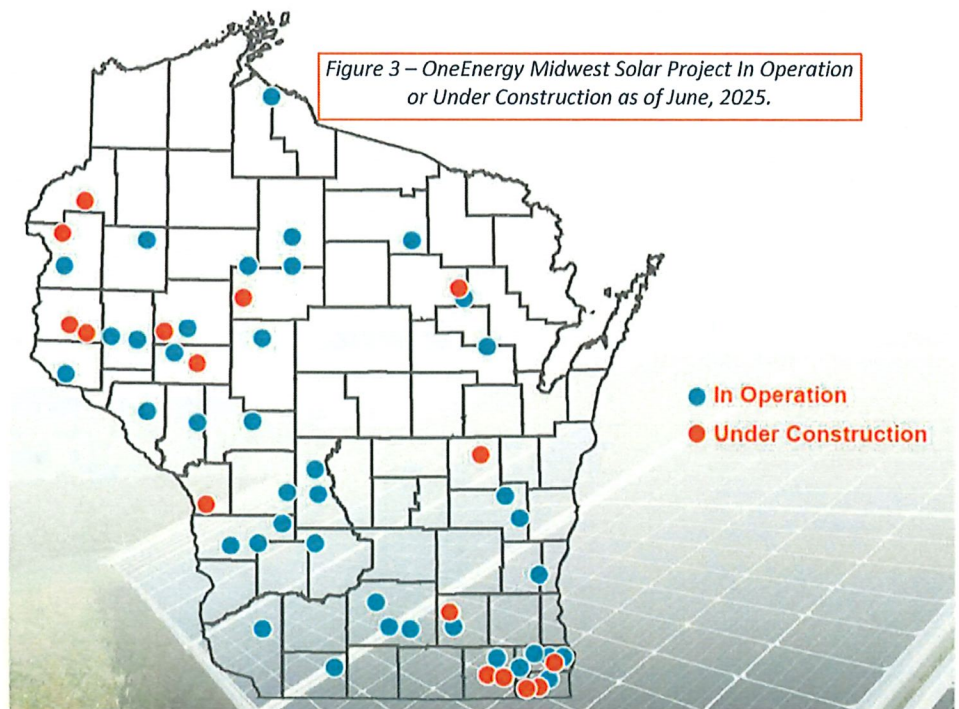 Figure 3 – OneEnergy Midwest Solar Project In Operation
or Under Construction as of June, 2025.
In Operation
Under Construction